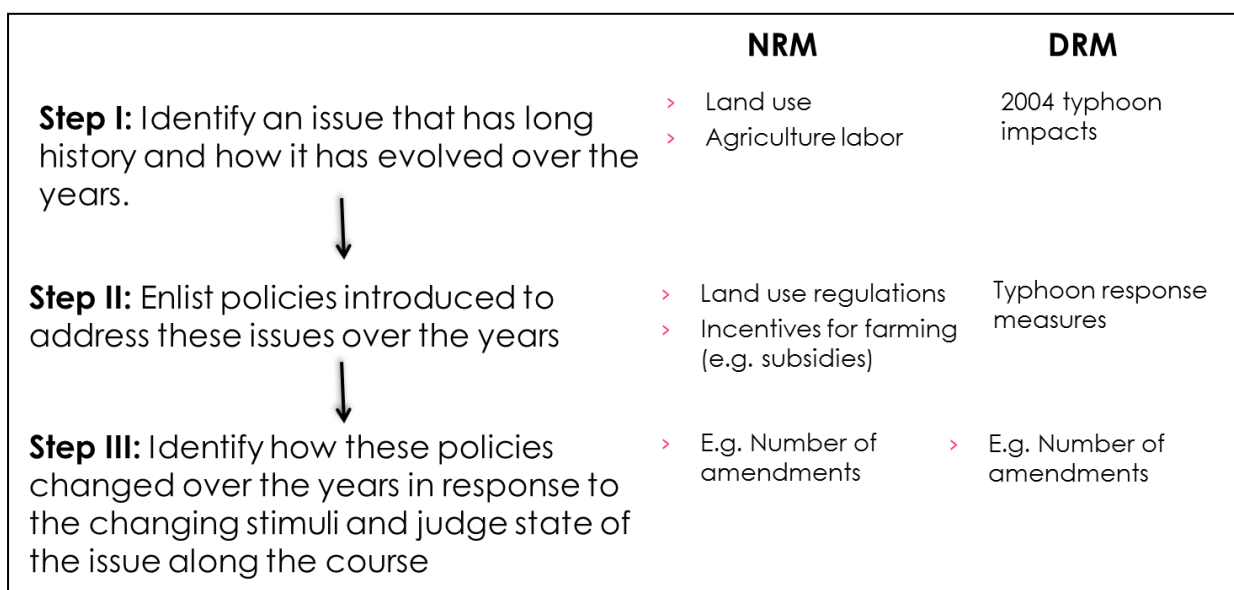 NRM DRM
Step I: Identify an issue that has long
history and how it has evolved over the
years.
> Land use
> Agriculture labor
2004 typhoon
impacts
Step II: Enlist policies introduced to
address these issues over the years
> Land use regulations
> Incentives for farming
(e.g. subsidies)
Typhoon response
measures
Step III: Identify how these policies
changed over the years in response to
the changing stimuli and judge state of
the issue along the course
> E.g. Number of
amendments
> E.g. Number of
amendments